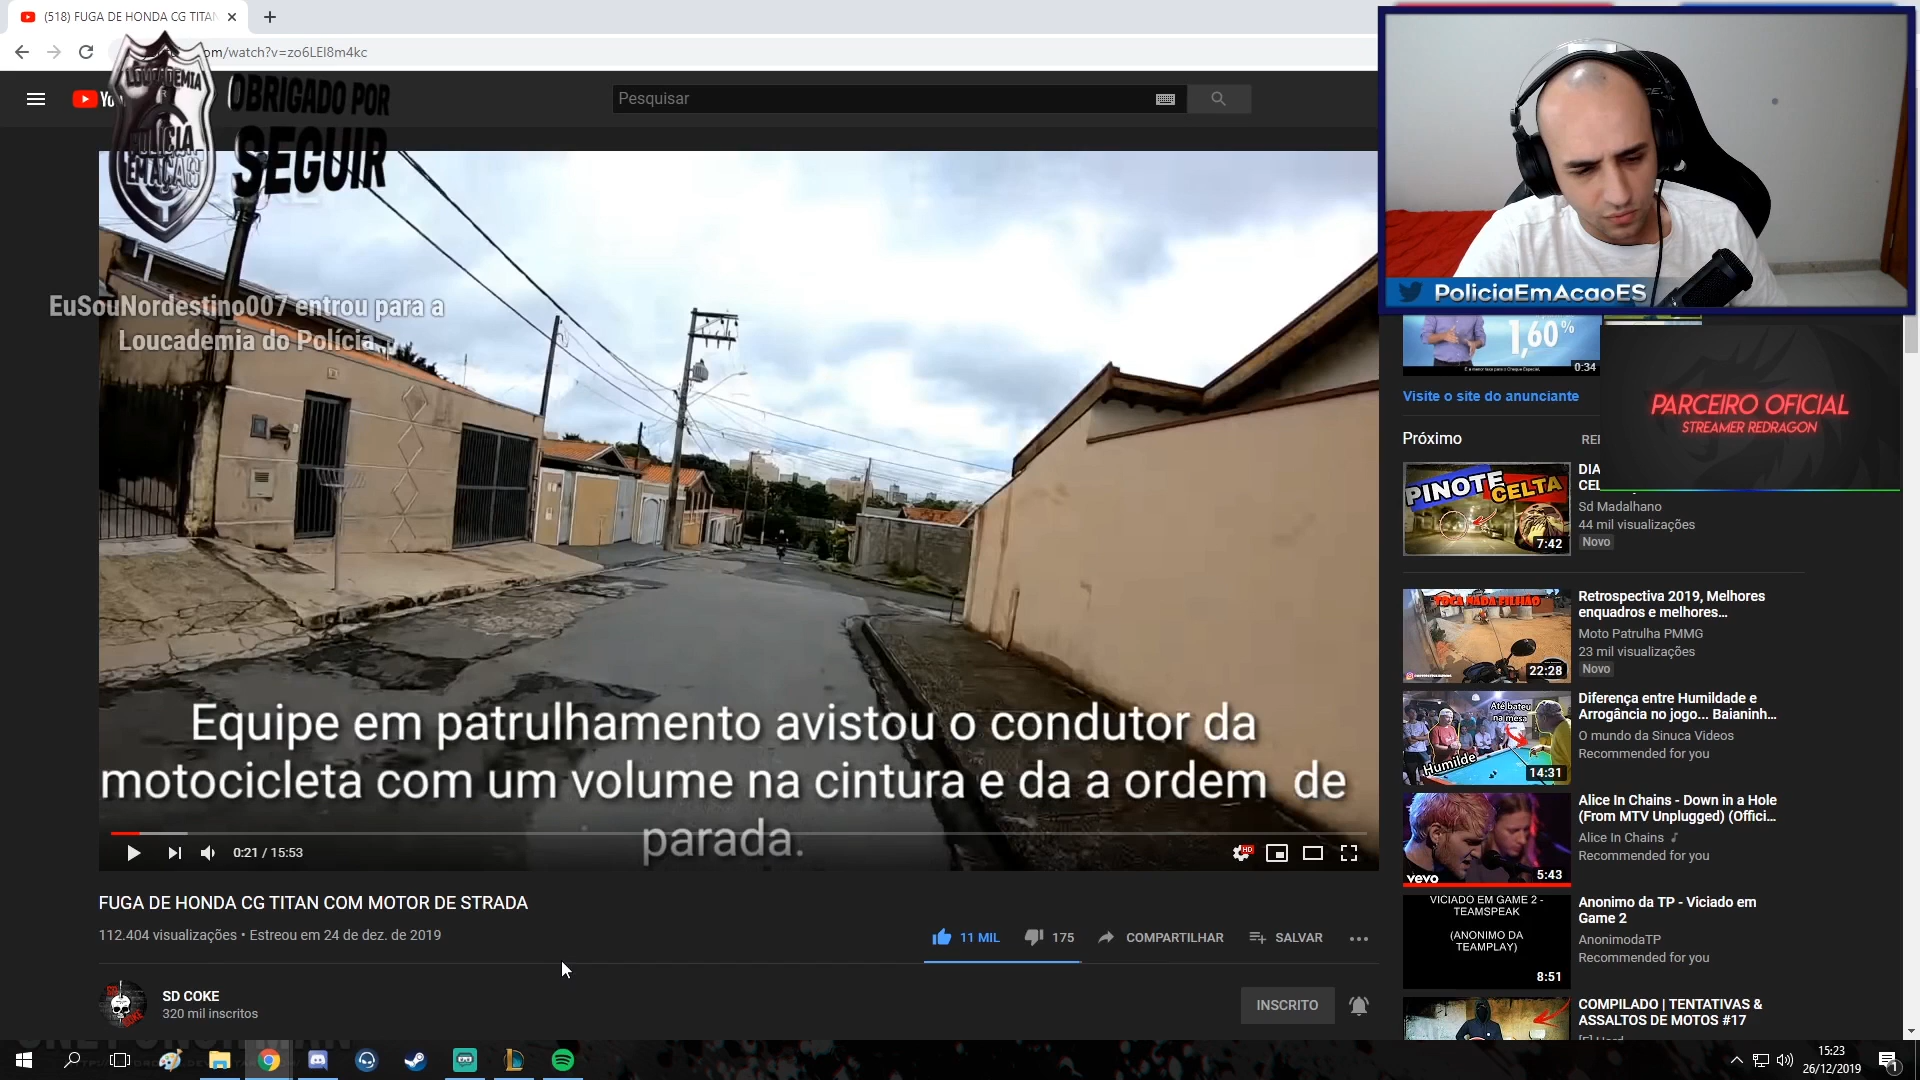 (518) FUGA DE HONDA CG TITAN
om/watch?v=zo6LEI8m4kc
LOUCADEMIA
POLICIA
EM AÇÃO
OBRIGADO POR
SEGUIR
Pesquisar
EuSouNordestino007 entrou para a
Loucademia do Polícia
PoliciaEmAcaoES
Equipe em patrulhamento avistou o condutor da
motocicleta com um volume na cintura e da a ordem de
parada.
0:21 / 15:53
HD
FUGA DE HONDA CG TITAN COM MOTOR DE STRADA
112.404 visualizações • Estreou em 24 de dez. de 2019
11 MIL
175
COMPARTILHAR
SALVAR
SD COKE
320 mil inscritos
INSCRITO
1,60%
0:34
Visite o site do anunciante
PARCEIRO OFICIAL
STREAMER REDRAGON
Próximo
PINOTE CELTA
7:42
Sd Madalhano
44 mil visualizações
Novo
22:28
Retrospectiva 2019, Melhores
enquadros e melhores...
Moto Patrulha PMMG
23 mil visualizações
Novo
Até bateu
na mesa
Humilde
14:31
Diferença entre Humildade e
Arrogância no jogo... Baianinh...
O mundo da Sinuca Videos
Recommended for you
vevo
5:43
Alice In Chains - Down in a Hole
(From MTV Unplugged) (Offici...
Alice In Chains
Recommended for you
VICIADO EM GAME 2 -
TEAMSPEAK
(ANONIMO DA
TEAMPLAY)
8:51
Anonimo da TP - Viciado em
Game 2
AnonimodaTP
Recommended for you
COMPILADO | TENTATIVAS &
ASSALTOS DE MOTOS #17
15:23
26/12/2019
1